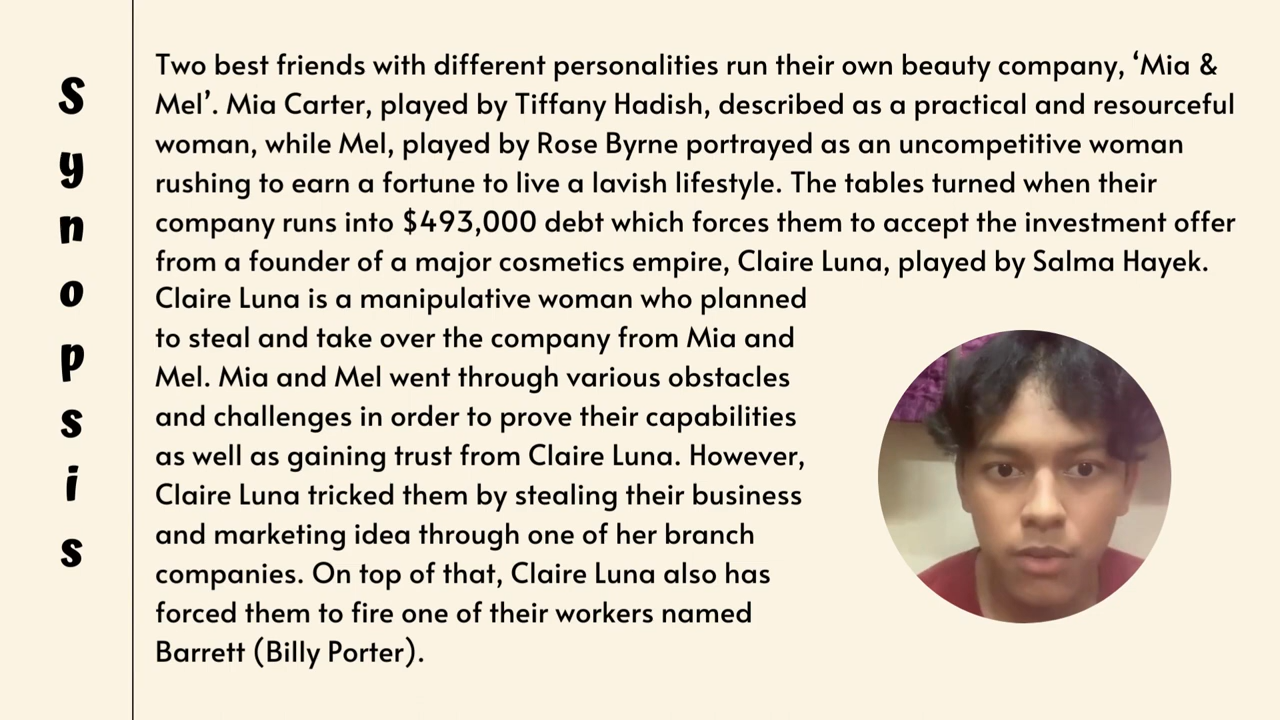 Synopsis
Two best friends with different personalities run their own beauty company, ‘Mia &
Mel’. Mia Carter, played by Tiffany Hadish, described as a practical and resourceful
woman, while Mel, played by Rose Byrne portrayed as an uncompetitive woman
rushing to earn a fortune to live a lavish lifestyle. The tables turned when their
company runs into $493,000 debt which forces them to accept the investment offer
from a founder of a major cosmetics empire, Claire Luna, played by Salma Hayek.
Claire Luna is a manipulative woman who planned
to steal and take over the company from Mia and
Mel. Mia and Mel went through various obstacles
and challenges in order to prove their capabilities
as well as gaining trust from Claire Luna. However,
Claire Luna tricked them by stealing their business
and marketing idea through one of her branch
companies. On top of that, Claire Luna also has
forced them to fire one of their workers named
Barrett (Billy Porter).